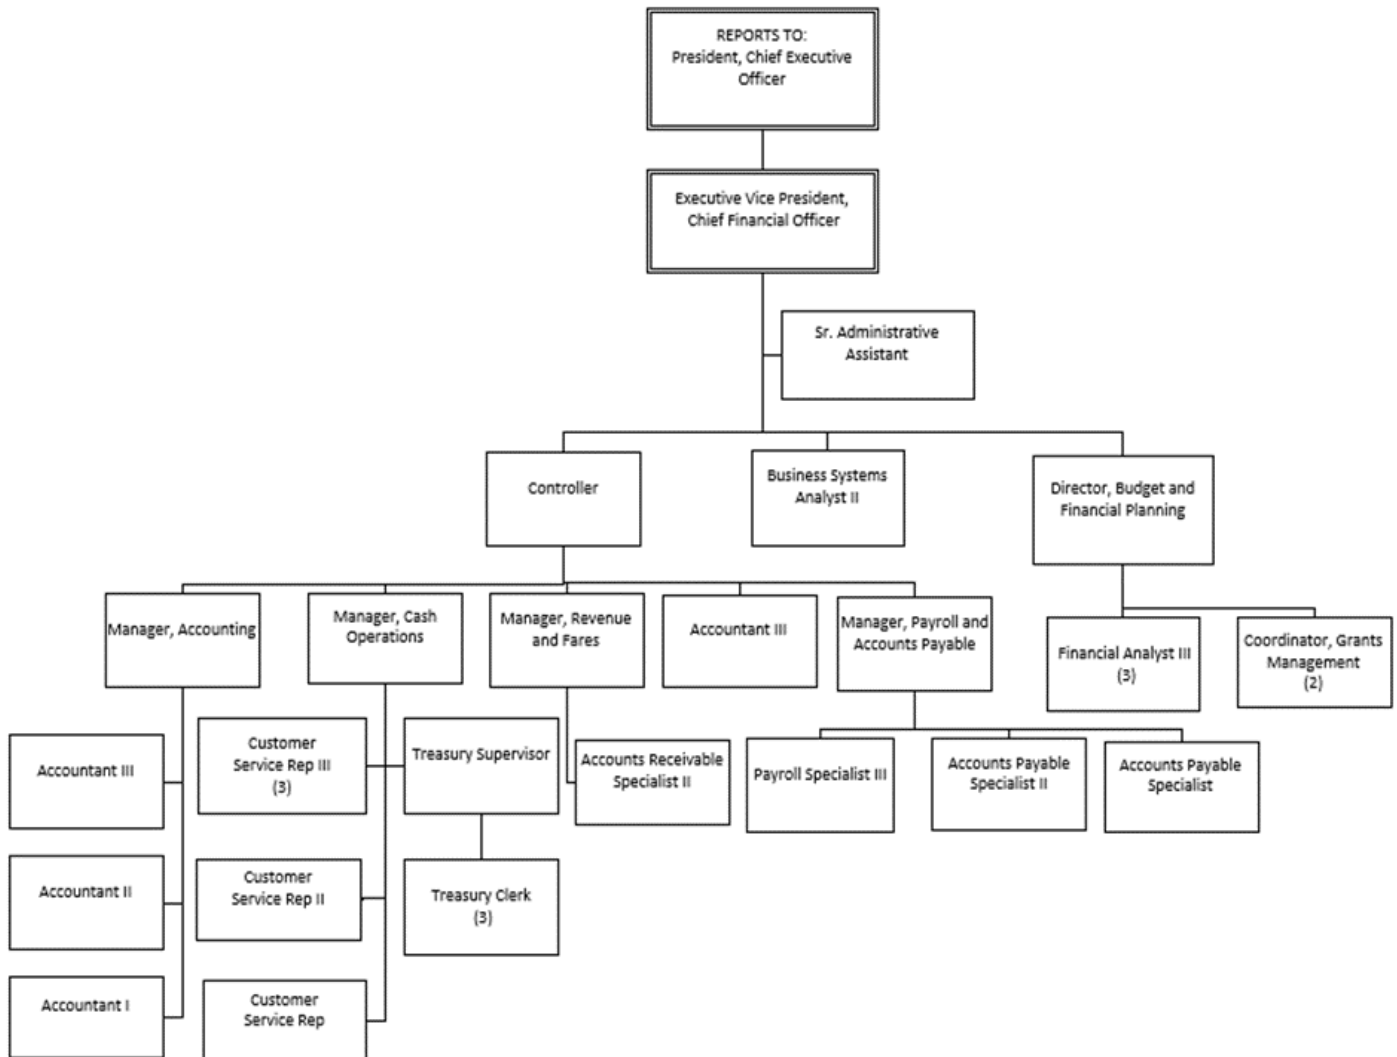 REPORTS TO:
President, Chief Executive
Officer
Executive Vice President,
Chief Financial Officer
Sr. Administrative
Assistant
Controller
Business Systems
Analyst II
Director, Budget and
Financial Planning
Manager, Accounting
Manager, Cash
Operations
Manager, Revenue
and Fares
Accountant III
Manager, Payroll and
Accounts Payable
Financial Analyst III
(3)
Coordinator, Grants
Management
(2)
Accountant III
Customer
Service Rep III
(3)
Treasury Supervisor
Accounts Receivable
Specialist II
Payroll Specialist III
Accounts Payable
Specialist II
Accounts Payable
Specialist
Accountant II
Customer
Service Rep II
Treasury Clerk
(3)
Accountant I
Customer
Service Rep